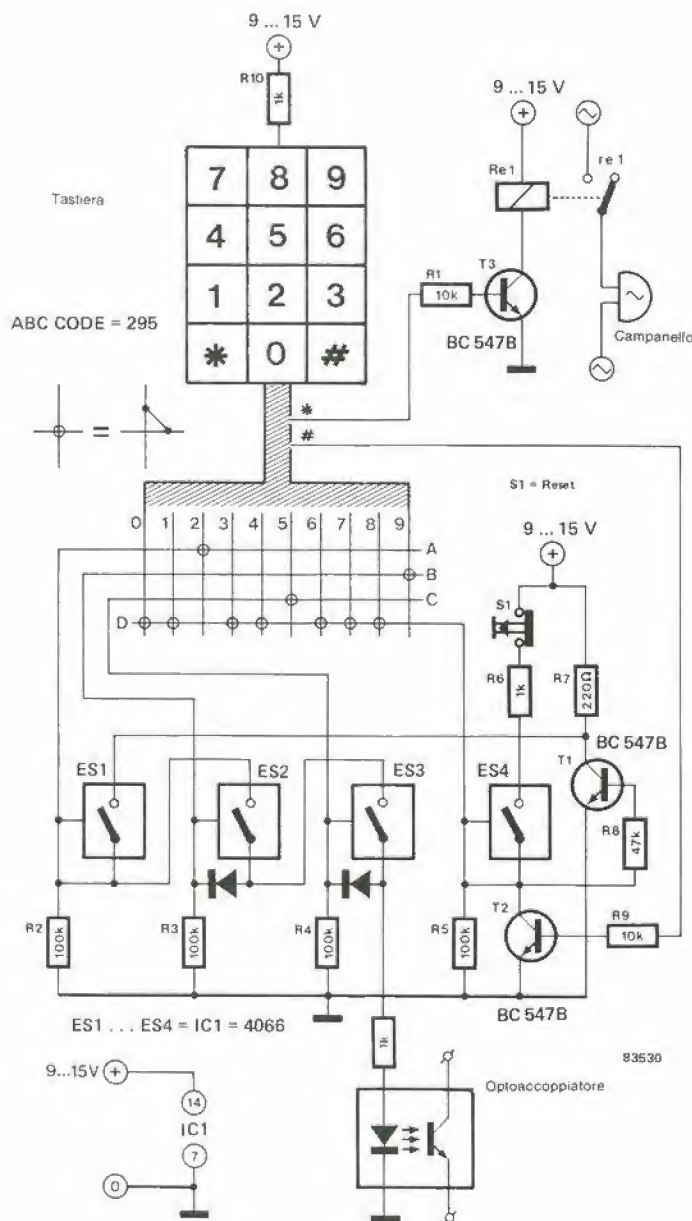 9 ... 15 V
+
R10
1k
Tastiera
7 8 9
4 5 6
1 2 3
* 0 #
ABC CODE = 295
=
*
#
9 ... 15 V
+
Re 1
re 1
T3
R1
10k
BC 547B
Campanello
S1 = Reset
0 1 2 3 4 5 6 7 8 9
A
B
C
D
9 ... 15 V
+
S1
R6
1k
R7
220Ω
BC 547B
T1
R8
47k
ES1
ES2
ES3
ES4
R2
100k
R3
100k
R4
100k
R5
100k
T2
R9
10k
BC 547B
ES1 ... ES4 = IC1 = 4066
1k
83530
9...15V +
14
IC1
7
0
Optoaccoppiatore